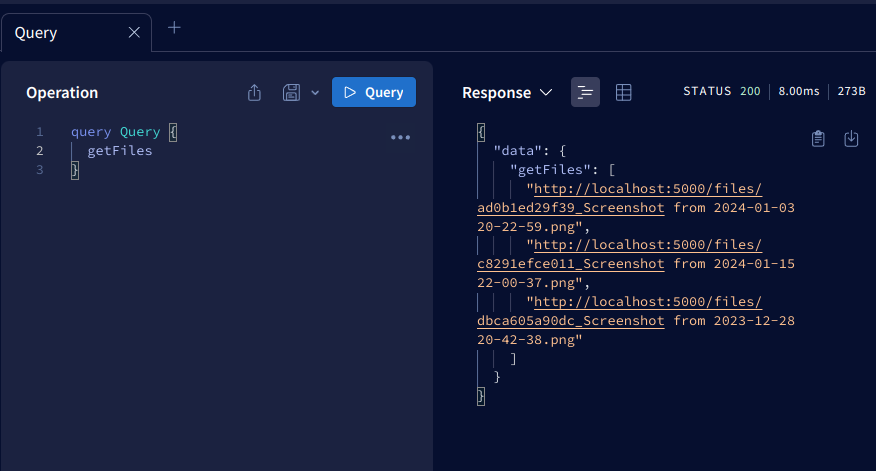 Query
Operation
Query
1 query Query {
2 getFiles
3 }
Response
STATUS 200 8.00ms 273B
{
"data": {
"getFiles": [
"http://localhost:5000/files/
ad0b1ed29f39_Screenshot from 2024-01-03
20-22-59.png",
"http://localhost:5000/files/
c8291efce011_Screenshot from 2024-01-15
22-00-37.png",
"http://localhost:5000/files/
dbca605a90dc_Screenshot from 2023-12-28
20-42-38.png"
]
}
}